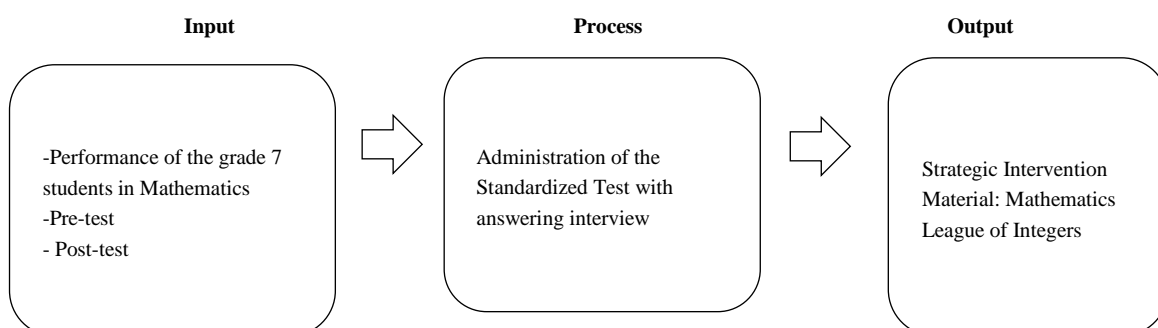 Input
Process
Output
-Performance of the grade 7
students in Mathematics
-Pre-test
- Post-test
Administration of the
Standardized Test with
answering interview
Strategic Intervention
Material: Mathematics
League of Integers